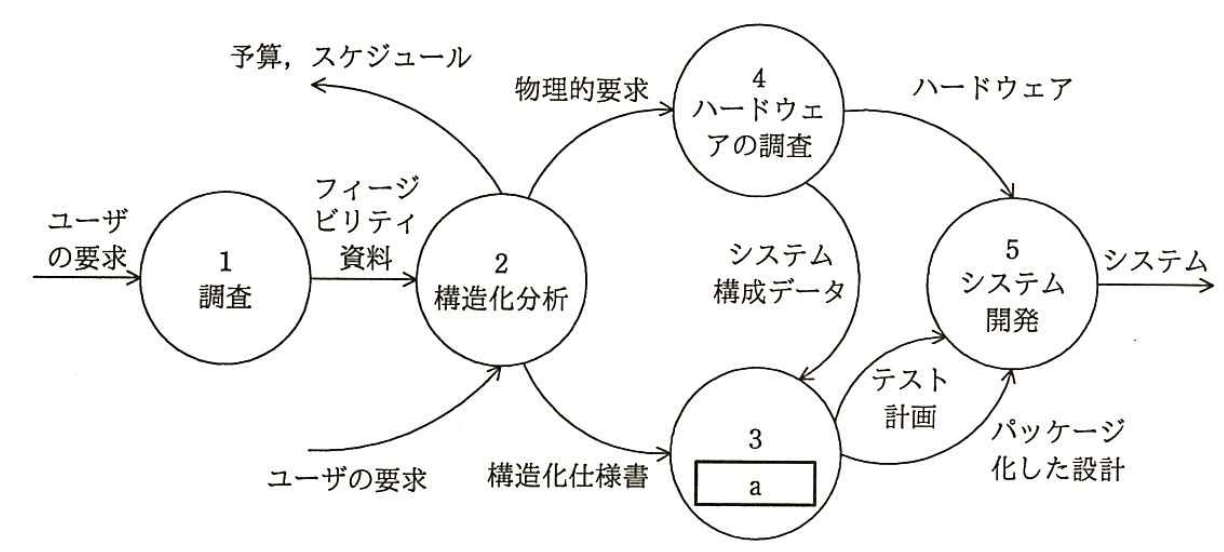 予算，スケジュール
物理的要求
4
ハードウェ
アの調査
ハードウェア
ユーザ
の要求
1
調査
フィージ
ビリティ
資料
2
構造化分析
システム
構成データ
5
システム
開発
システム
ユーザの要求
構造化仕様書
3
a
テスト
計画
パッケージ
化した設計